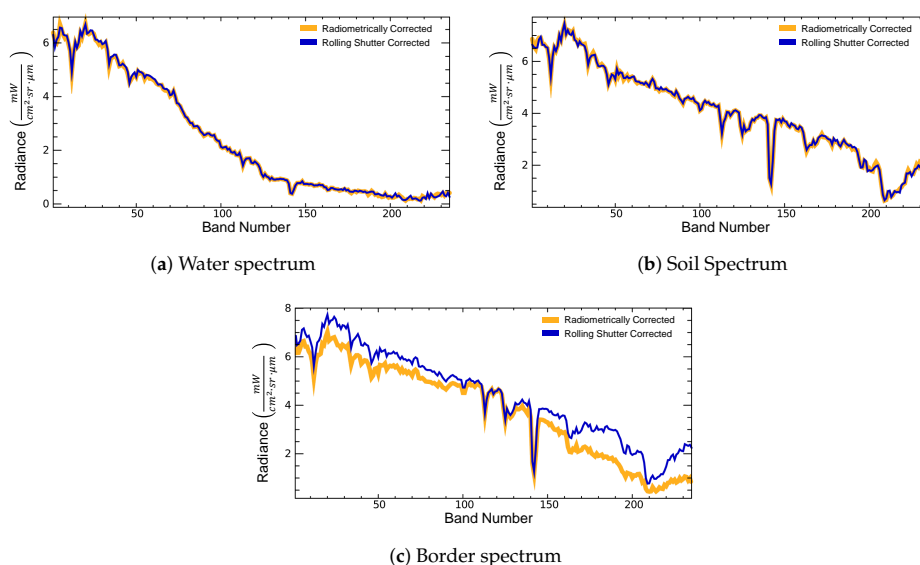 Radiometrically Corrected
Rolling Shutter Corrected
Radiance (mW / cm²·sr·μm)
6
4
2
0
50
100
150
200
Band Number
(a) Water spectrum
Radiometrically Corrected
Rolling Shutter Corrected
Radiance (mW / cm²·sr·μm)
6
4
2
50
100
150
200
Band Number
(b) Soil Spectrum
Radiometrically Corrected
Rolling Shutter Corrected
Radiance (mW / cm²·sr·μm)
8
6
4
2
50
100
150
200
Band Number
(c) Border spectrum